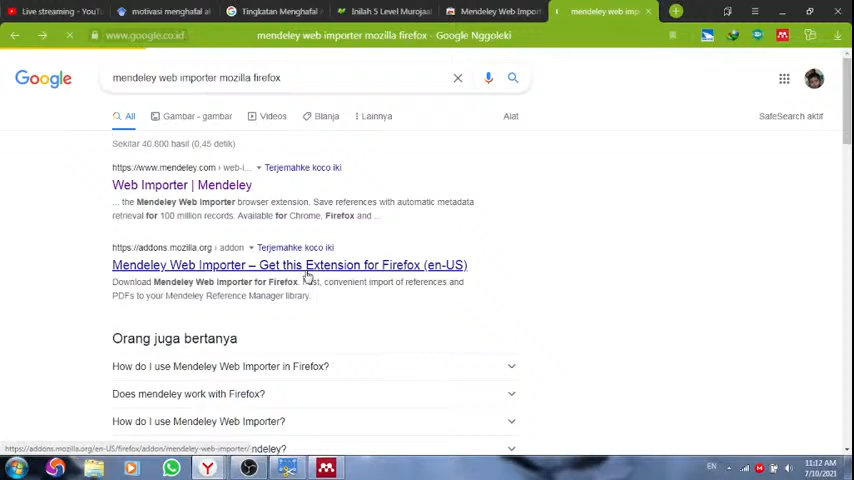 Live streaming - YouTu
motivasi menghafal al
Tingkatan Menghafal
Inilah 5 Level Murojaa
Mendeley Web Import
mendeley web imp
www.google.co.id
mendeley web importer mozilla firefox - Google Nggoleki
Google
mendeley web importer mozilla firefox
All
Gambar - gambar
Videos
Blanja
Lainnya
Alat
SafeSearch aktif
Sekitar 40.800 hasil (0,45 detik)
https://www.mendeley.com › web-i... Terjemahke koco iki
Web Importer | Mendeley
... the Mendeley Web Importer browser extension. Save references with automatic metadata
retrieval for 100 million records. Available for Chrome, Firefox and ...
https://addons.mozilla.org › addon Terjemahke koco iki
Mendeley Web Importer – Get this Extension for Firefox (en-US)
Download Mendeley Web Importer for Firefox. Fast, convenient import of references and
PDFs to your Mendeley Reference Manager library.
Orang juga bertanya
How do I use Mendeley Web Importer in Firefox?
Does mendeley work with Firefox?
How do I use Mendeley Web Importer?
ndeley?
https://addons.mozilla.org/en-US/firefox/addon/mendeley-web-importer/
EN
11:12 AM
7/10/2021